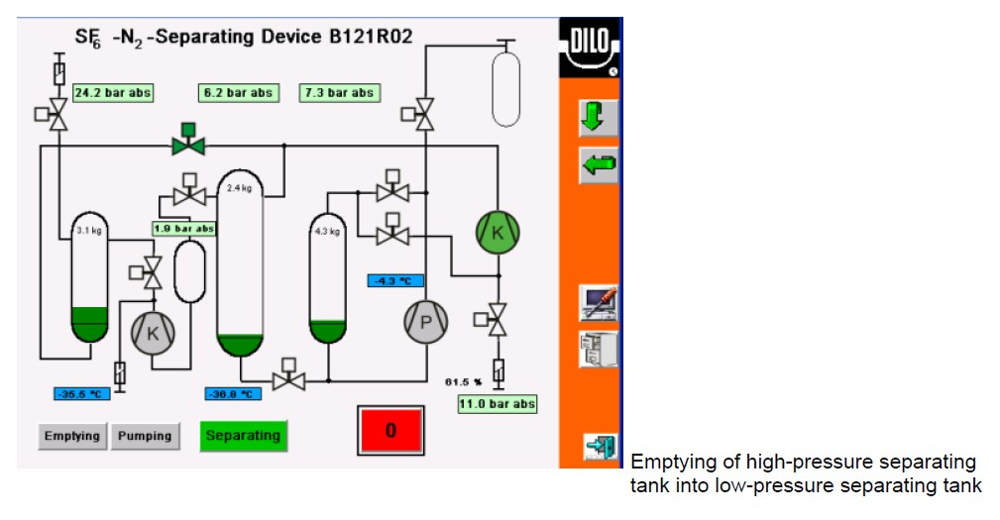 SF6 -N2 -Separating Device B121R02
DILO
24.2 bar abs
6.2 bar abs
7.3 bar abs
2.4 kg
3.1 kg
1.9 bar abs
4.3 kg
K
-4.3 °C
P
K
61.5 %
-35.5 °C
-36.8 °C
11.0 bar abs
Emptying
Pumping
Separating
0
Emptying of high-pressure separating
tank into low-pressure separating tank